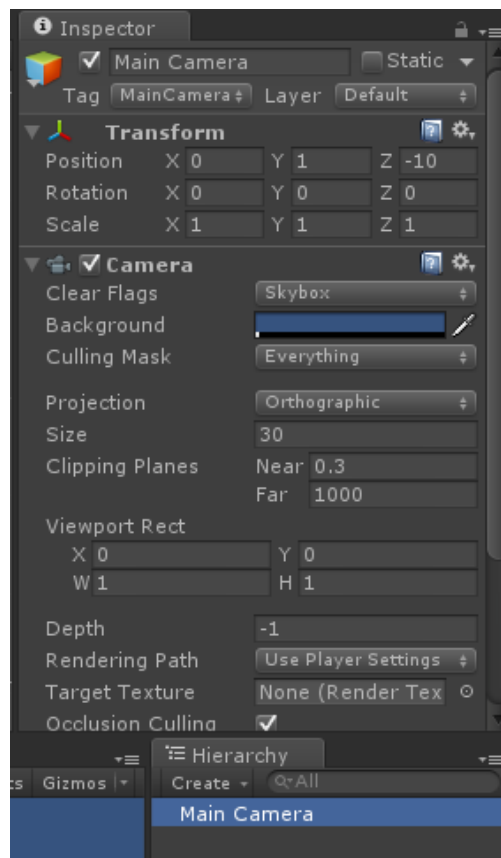 Inspector
Main Camera Static
Tag MainCamera Layer Default
Transform
Position X 0 Y 1 Z -10
Rotation X 0 Y 0 Z 0
Scale X 1 Y 1 Z 1
Camera
Clear Flags Skybox
Background
Culling Mask Everything
Projection Orthographic
Size 30
Clipping Planes Near 0.3
Far 1000
Viewport Rect
X 0 Y 0
W 1 H 1
Depth -1
Rendering Path Use Player Settings
Target Texture None (Render Tex
Occlusion Culling
Hierarchy
ts Gizmos Create All
Main Camera